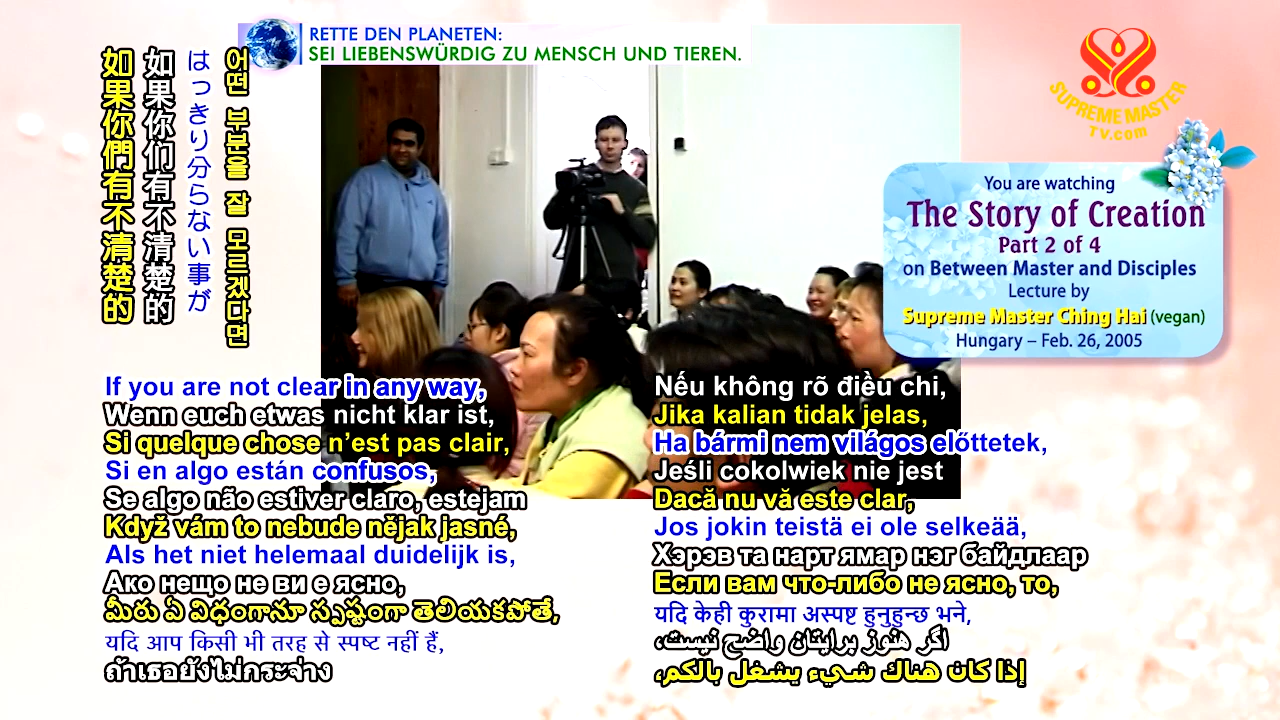 RETTE DEN PLANETEN:
SEI LIEBENSWÜRDIG ZU MENSCH UND TIEREN.
SUPREME MASTER
TV.com
You are watching
The Story of Creation
Part 2 of 4
on Between Master and Disciples
Lecture by
Supreme Master Ching Hai (vegan)
Hungary – Feb. 26, 2005
어떤 부분을 잘 모르겠다면
はっきり分らない事が
如果你们有不清楚的
如果你們有不清楚的
If you are not clear in any way,
Wenn euch etwas nicht klar ist,
Si quelque chose n’est pas clair,
Si en algo están confusos,
Se algo não estiver claro, estejam
Když vám to nebude nějak jasné,
Als het niet helemaal duidelijk is,
Ако нещо не ви е ясно,
మీరు ఏ విధంగానూ స్పష్టంగా తెలియకపోతే,
यदि आप किसी भी तरह से स्पष्ट नहीं हैं,
ถ้าเธอยังไม่กระจ่าง
Nếu không rõ điều chi,
Jika kalian tidak jelas,
Ha bármi nem világos előttetek,
Jeśli cokolwiek nie jest
Dacă nu vă este clar,
Jos jokin teistä ei ole selkeää,
Хэрэв та нарт ямар нэг байдлаар
Если вам что-либо не ясно, то,
यदि केही कुरामा अस्पष्ट हुनुहुन्छ भने,
اگر هنوز برایتان واضح نیست،
إذا كان هناك شيء يشغل بالكم،